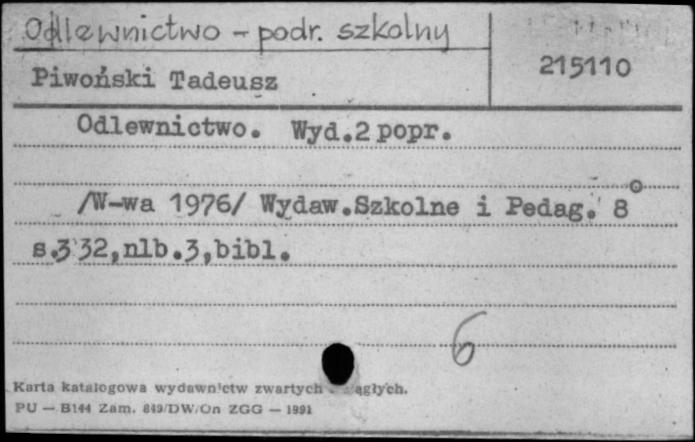 Odlewnictwo – podr. szkolny
215110
Piwoński Tadeusz
Odlewnictwo. Wyd.2 popr.
/W-wa 1976/ Wydaw.Szkolne i Pedag. 8°
s.332,nlb.3,bibl.
6
Karta katalogowa wydawnictw zwartych
PU — B144 Zam. 849/DW/On ZGG — 1991